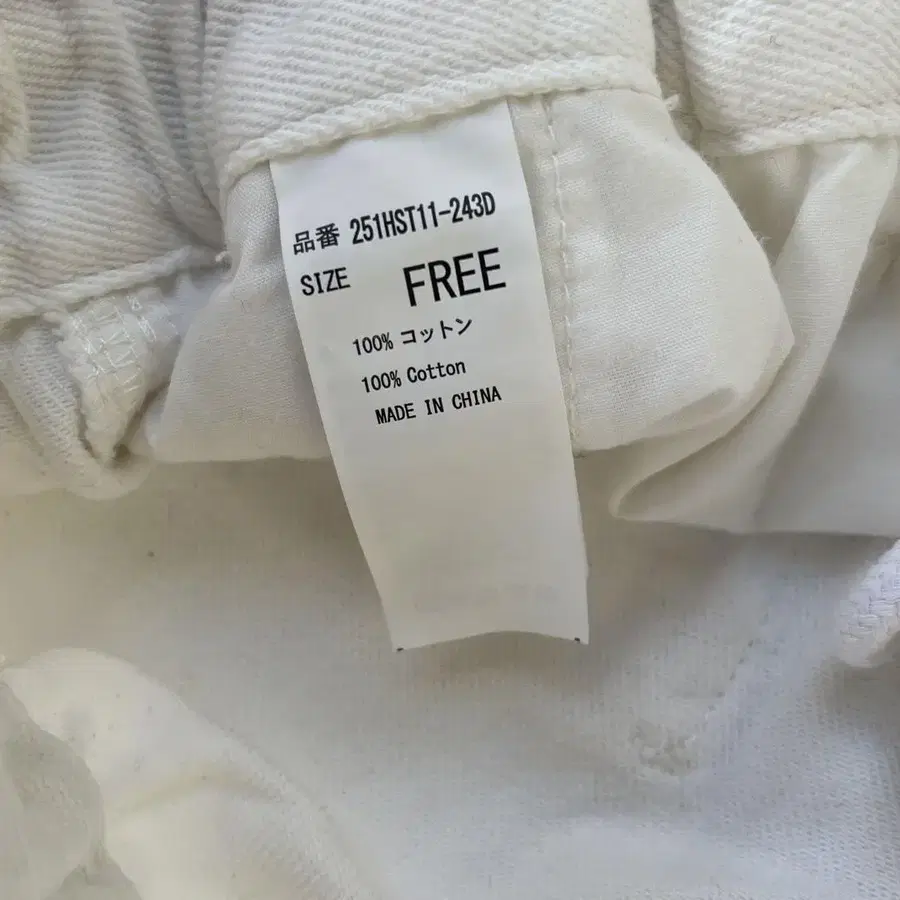 品番 251HST11-243D
SIZE FREE
100% コットン
100% Cotton
MADE IN CHINA